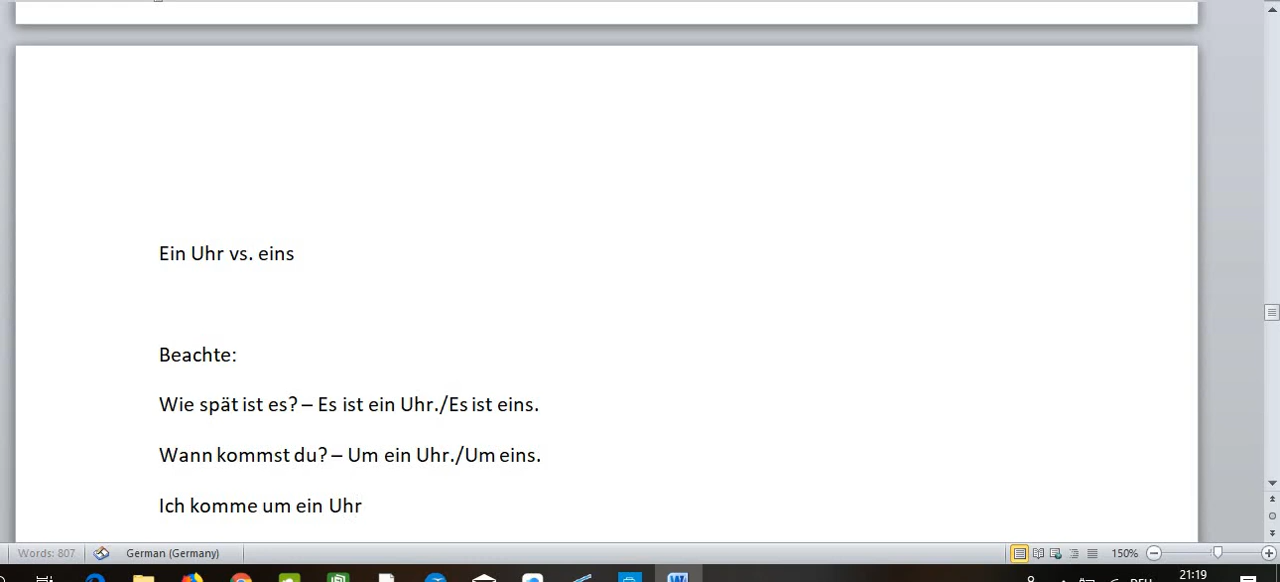 Ein Uhr vs. eins
Beachte:
Wie spät ist es? – Es ist ein Uhr./Es ist eins.
Wann kommst du? – Um ein Uhr./Um eins.
Ich komme um ein Uhr
Words: 807 German (Germany) 150%
21:19